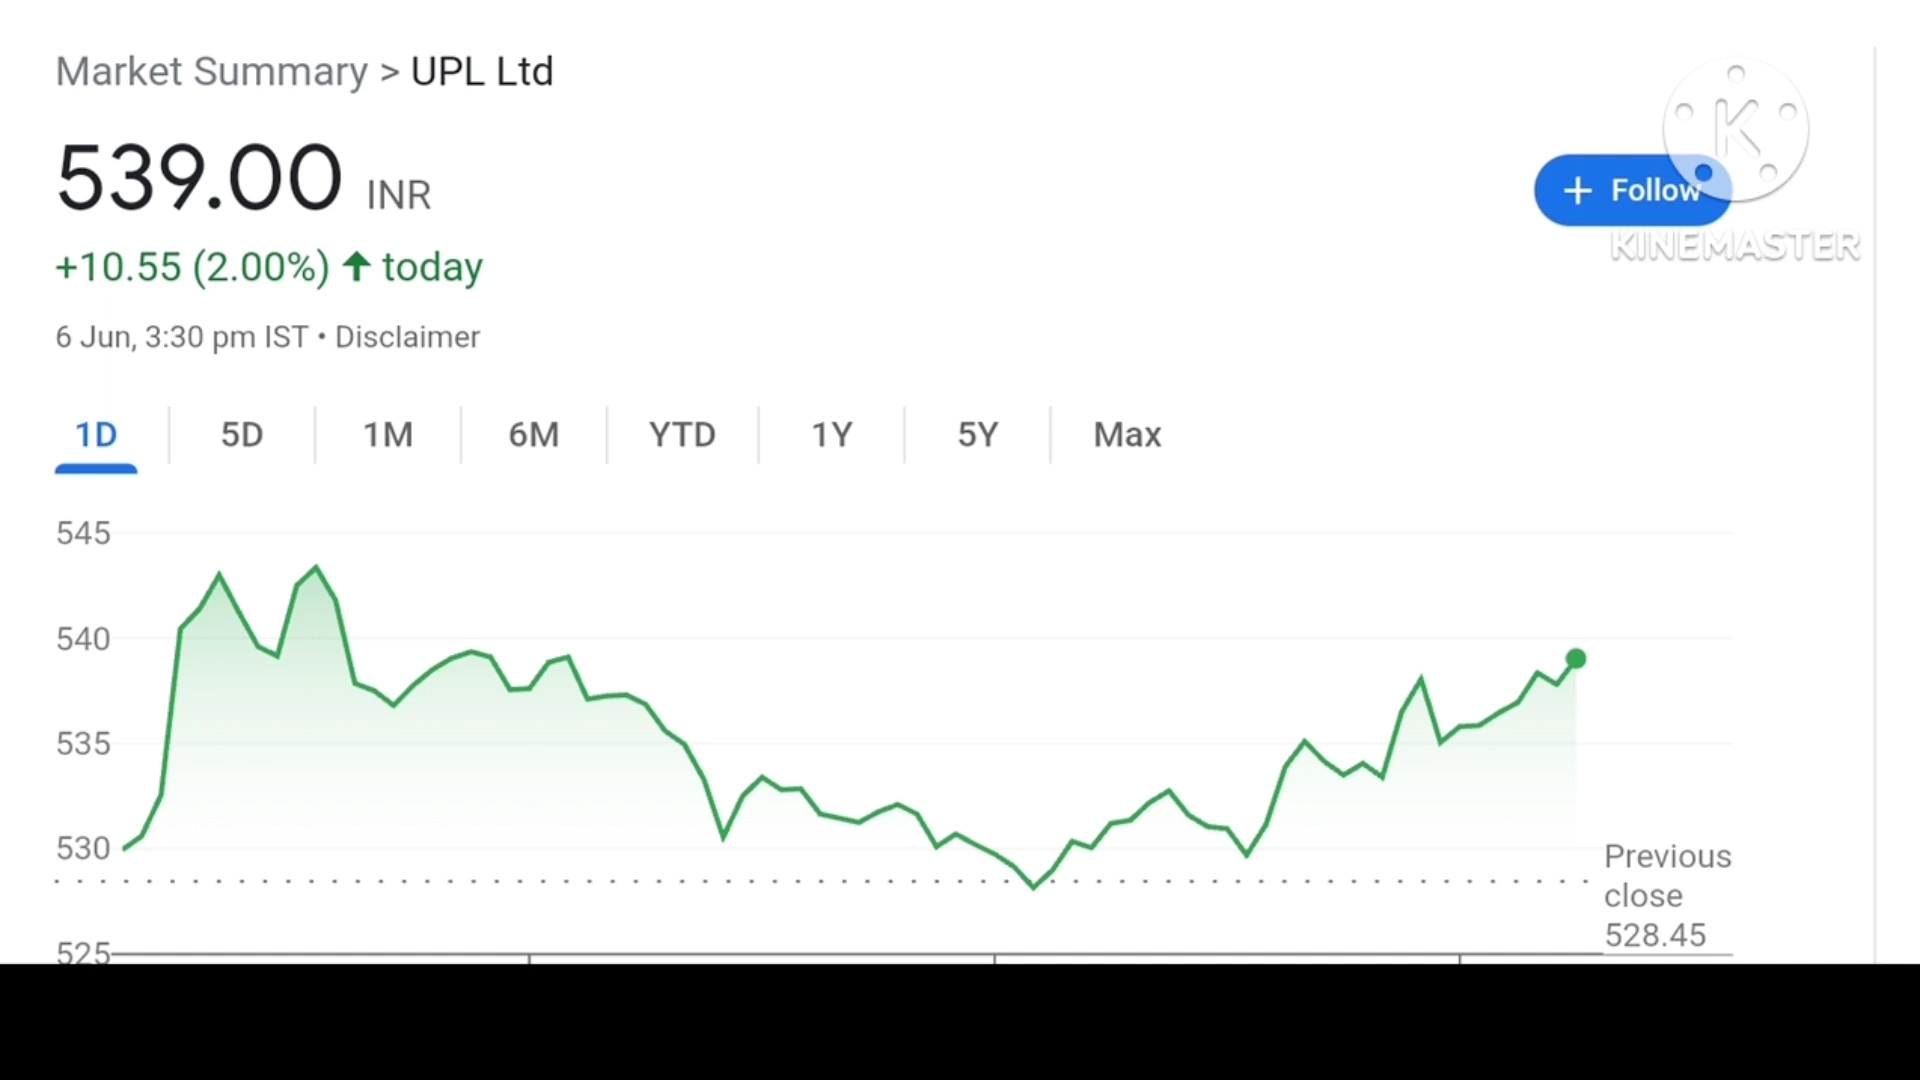 Market Summary > UPL Ltd
539.00 INR
+10.55 (2.00%) ↑ today
6 Jun, 3:30 pm IST • Disclaimer
+ Follow
K
KINEMASTER
1D 5D 1M 6M YTD 1Y 5Y Max
545
540
535
530
525
Previous
close
528.45